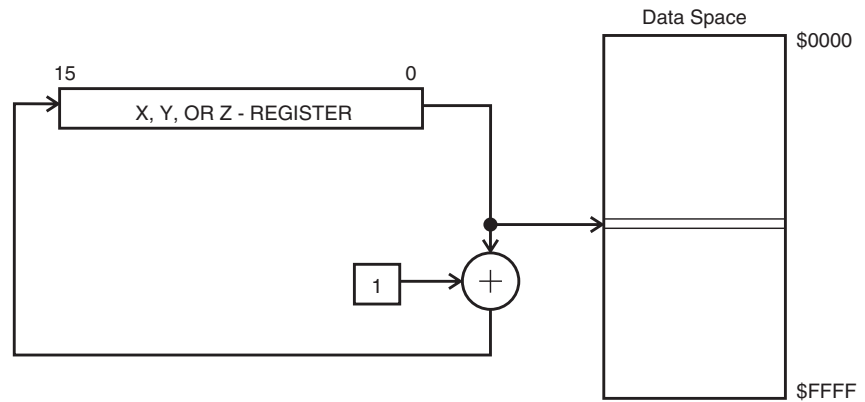 Data Space
$0000
15 0
X, Y, OR Z - REGISTER
1
+
$FFFF